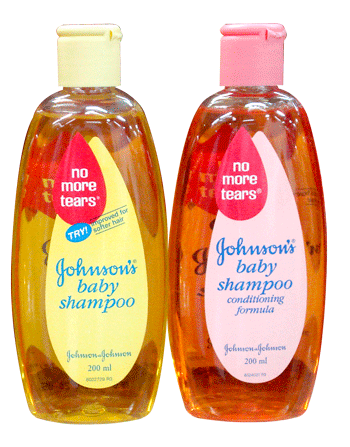 no
more
tears®
TRY!
improved for
softer hair
Johnson's®
baby
shampoo
Johnson & Johnson
200 ml
no
more
tears®
Johnson's®
baby
shampoo
conditioning
formula
Johnson & Johnson
200 ml